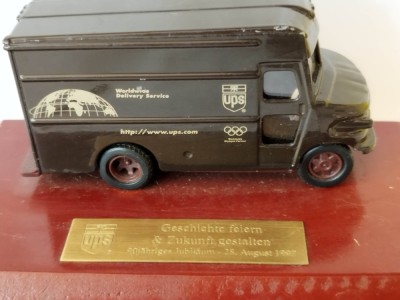 Worldwide
Delivery Service
ups
http://www.ups.com
ups
Geschichte feiern
& Zukunft gestalten
90jähriges Jubiläum - 28. August 1997